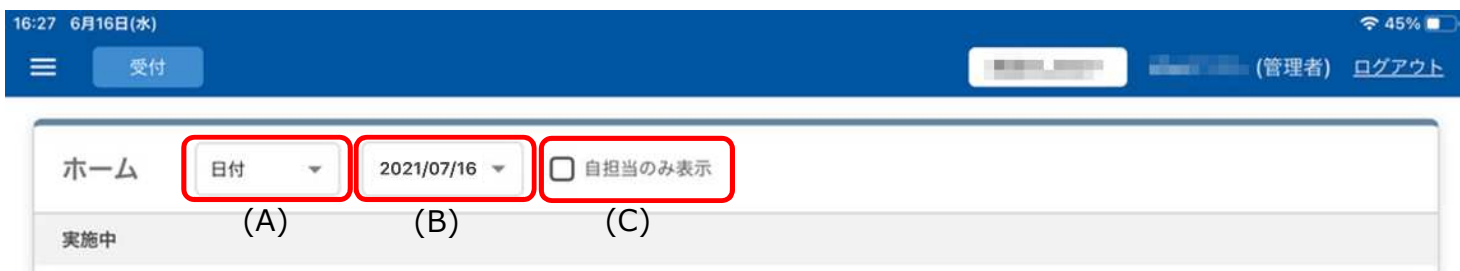 16:27 6月16日(水) 45%
受付 (管理者) ログアウト
ホーム 日付 2021/07/16 自担当のみ表示
(A) (B) (C)
実施中